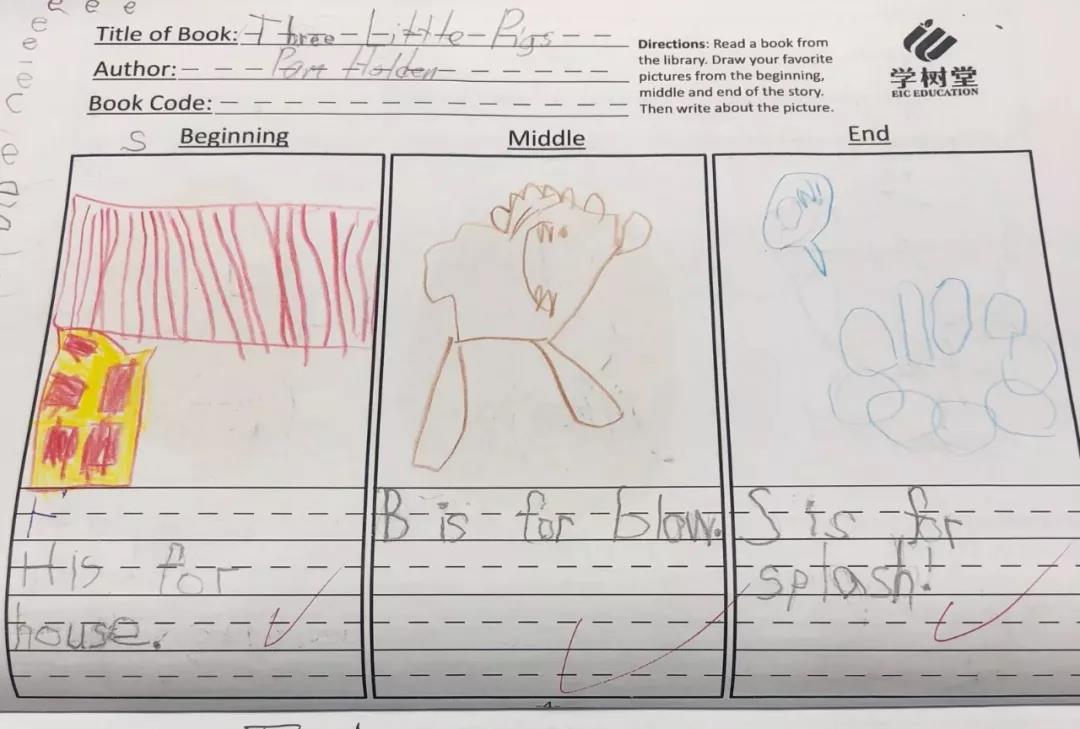 e e e
e
e
Title of Book: Three Little Pigs
Author: Pam Holden
Book Code:
Directions: Read a book from
the library. Draw your favorite
pictures from the beginning,
middle and end of the story.
Then write about the picture.
学树堂
EIC EDUCATION
S Beginning
Middle
End
OW!
H is for
house.
B is for blow.
S is for
splash!
-4-